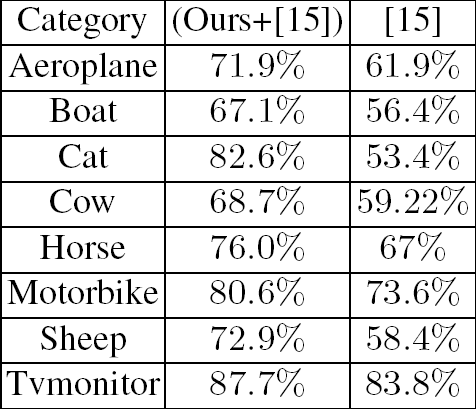 Category (Ours+[15]) [15]
Aeroplane 71.9% 61.9%
Boat 67.1% 56.4%
Cat 82.6% 53.4%
Cow 68.7% 59.22%
Horse 76.0% 67%
Motorbike 80.6% 73.6%
Sheep 72.9% 58.4%
Tvmonitor 87.7% 83.8%